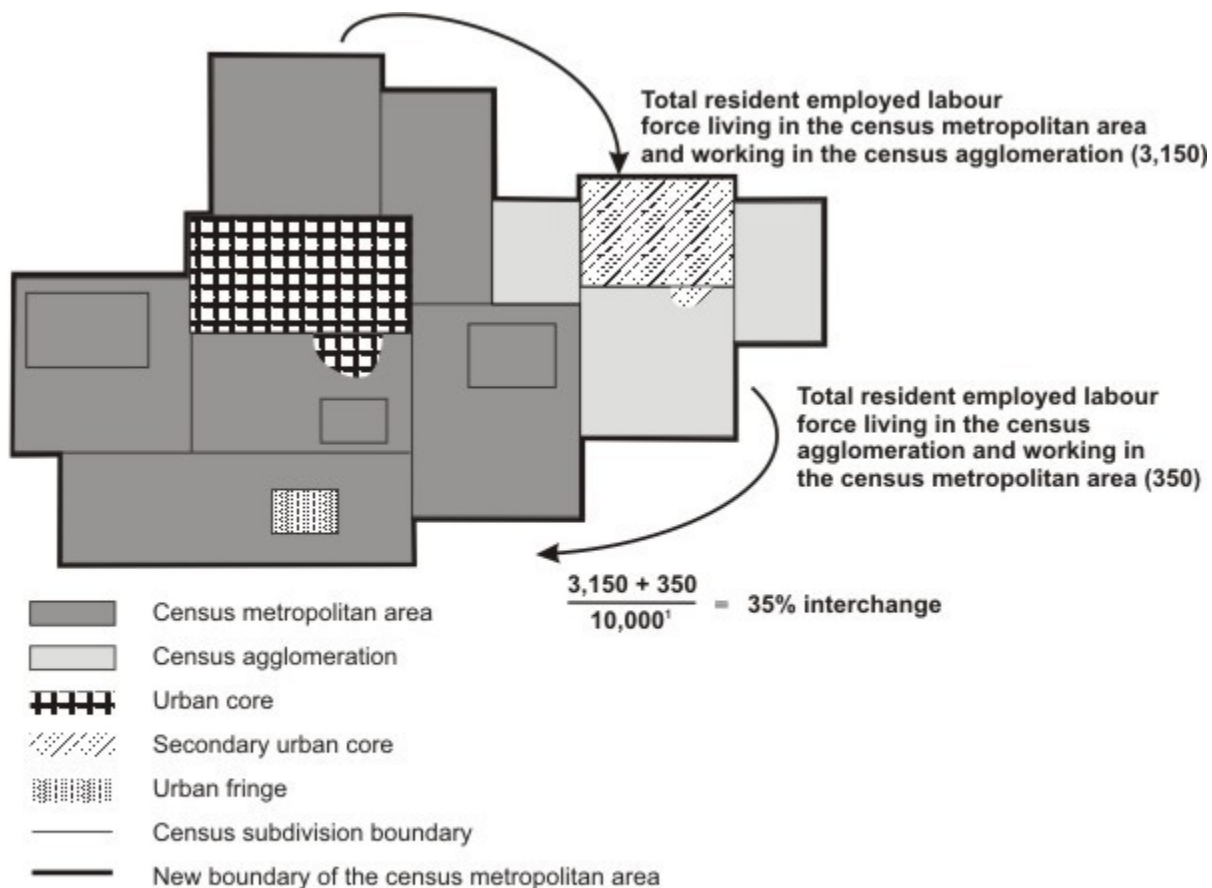 Total resident employed labour
force living in the census metropolitan area
and working in the census agglomeration (3,150)
Total resident employed labour
force living in the census
agglomeration and working in
the census metropolitan area (350)
3,150 + 350
10,000¹
= 35% interchange
Census metropolitan area
Census agglomeration
Urban core
Secondary urban core
Urban fringe
Census subdivision boundary
New boundary of the census metropolitan area